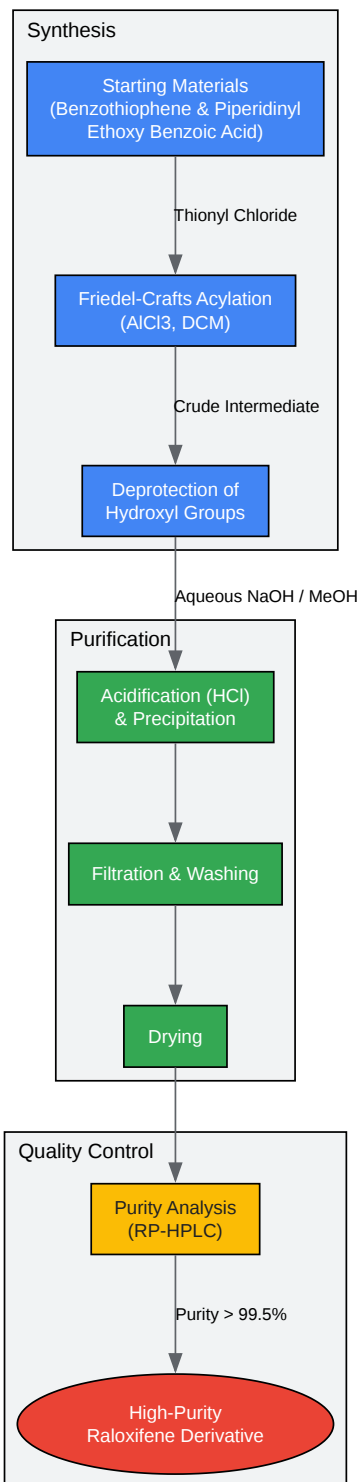 Synthesis
Starting Materials
(Benzothiophene & Piperidinyl
Ethoxy Benzoic Acid)
Thionyl Chloride
Friedel-Crafts Acylation
(AlCl3, DCM)
Crude Intermediate
Deprotection of
Hydroxyl Groups
Aqueous NaOH / MeOH
Purification
Acidification (HCl)
& Precipitation
Filtration & Washing
Drying
Quality Control
Purity Analysis
(RP-HPLC)
Purity > 99.5%
High-Purity
Raloxifene Derivative